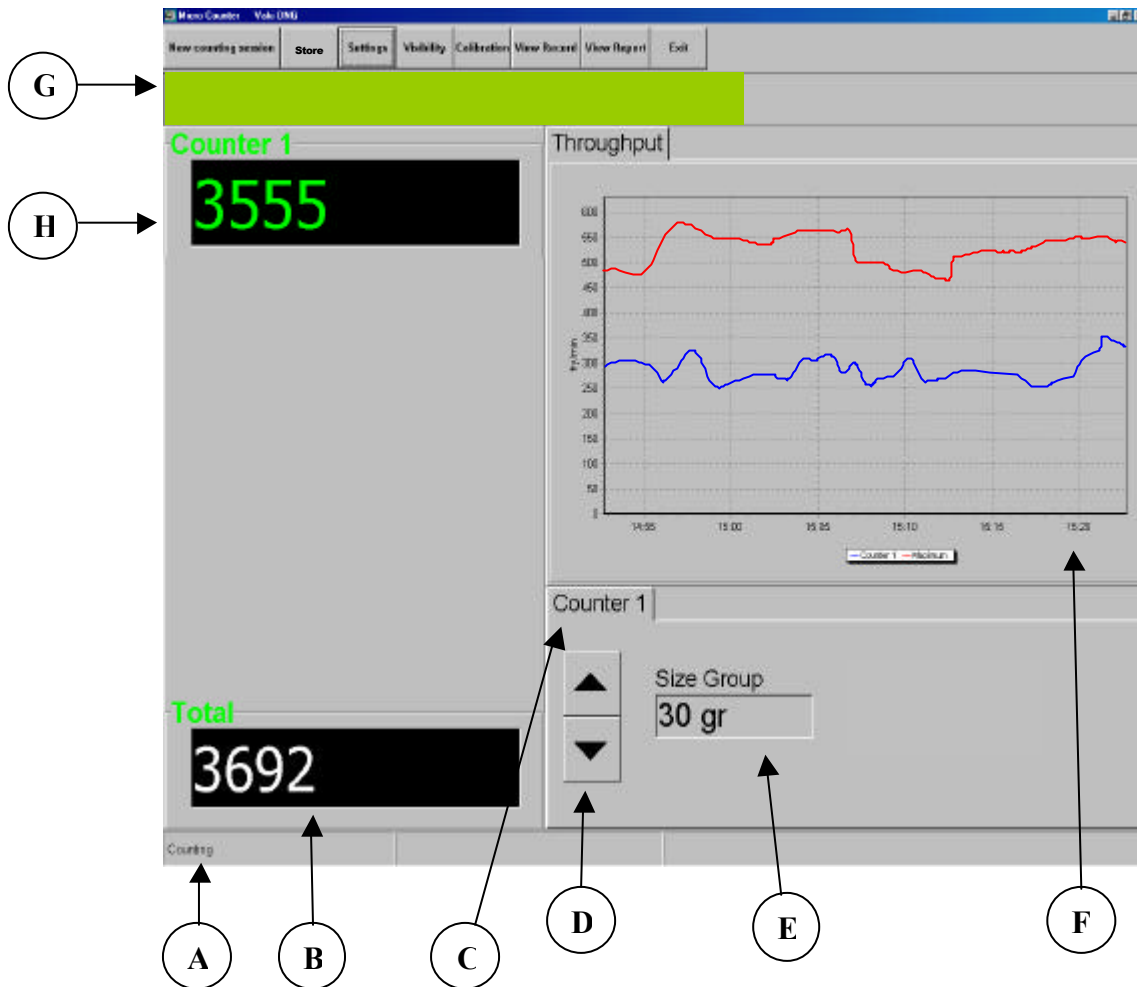 Micro Counter Vaki DNG
New counting session Store Settings Visibility Calibration View Record View Report Exit
G
Counter 1
3555
H
Throughput
600
550
500
450
400
350
300
250
200
150
100
50
0
14:55 15:00 15:05 15:10 15:15 15:20
Counter 1 Maximum
Counter 1
Size Group
30 gr
Total
3692
Counting
A
B
C
D
E
F